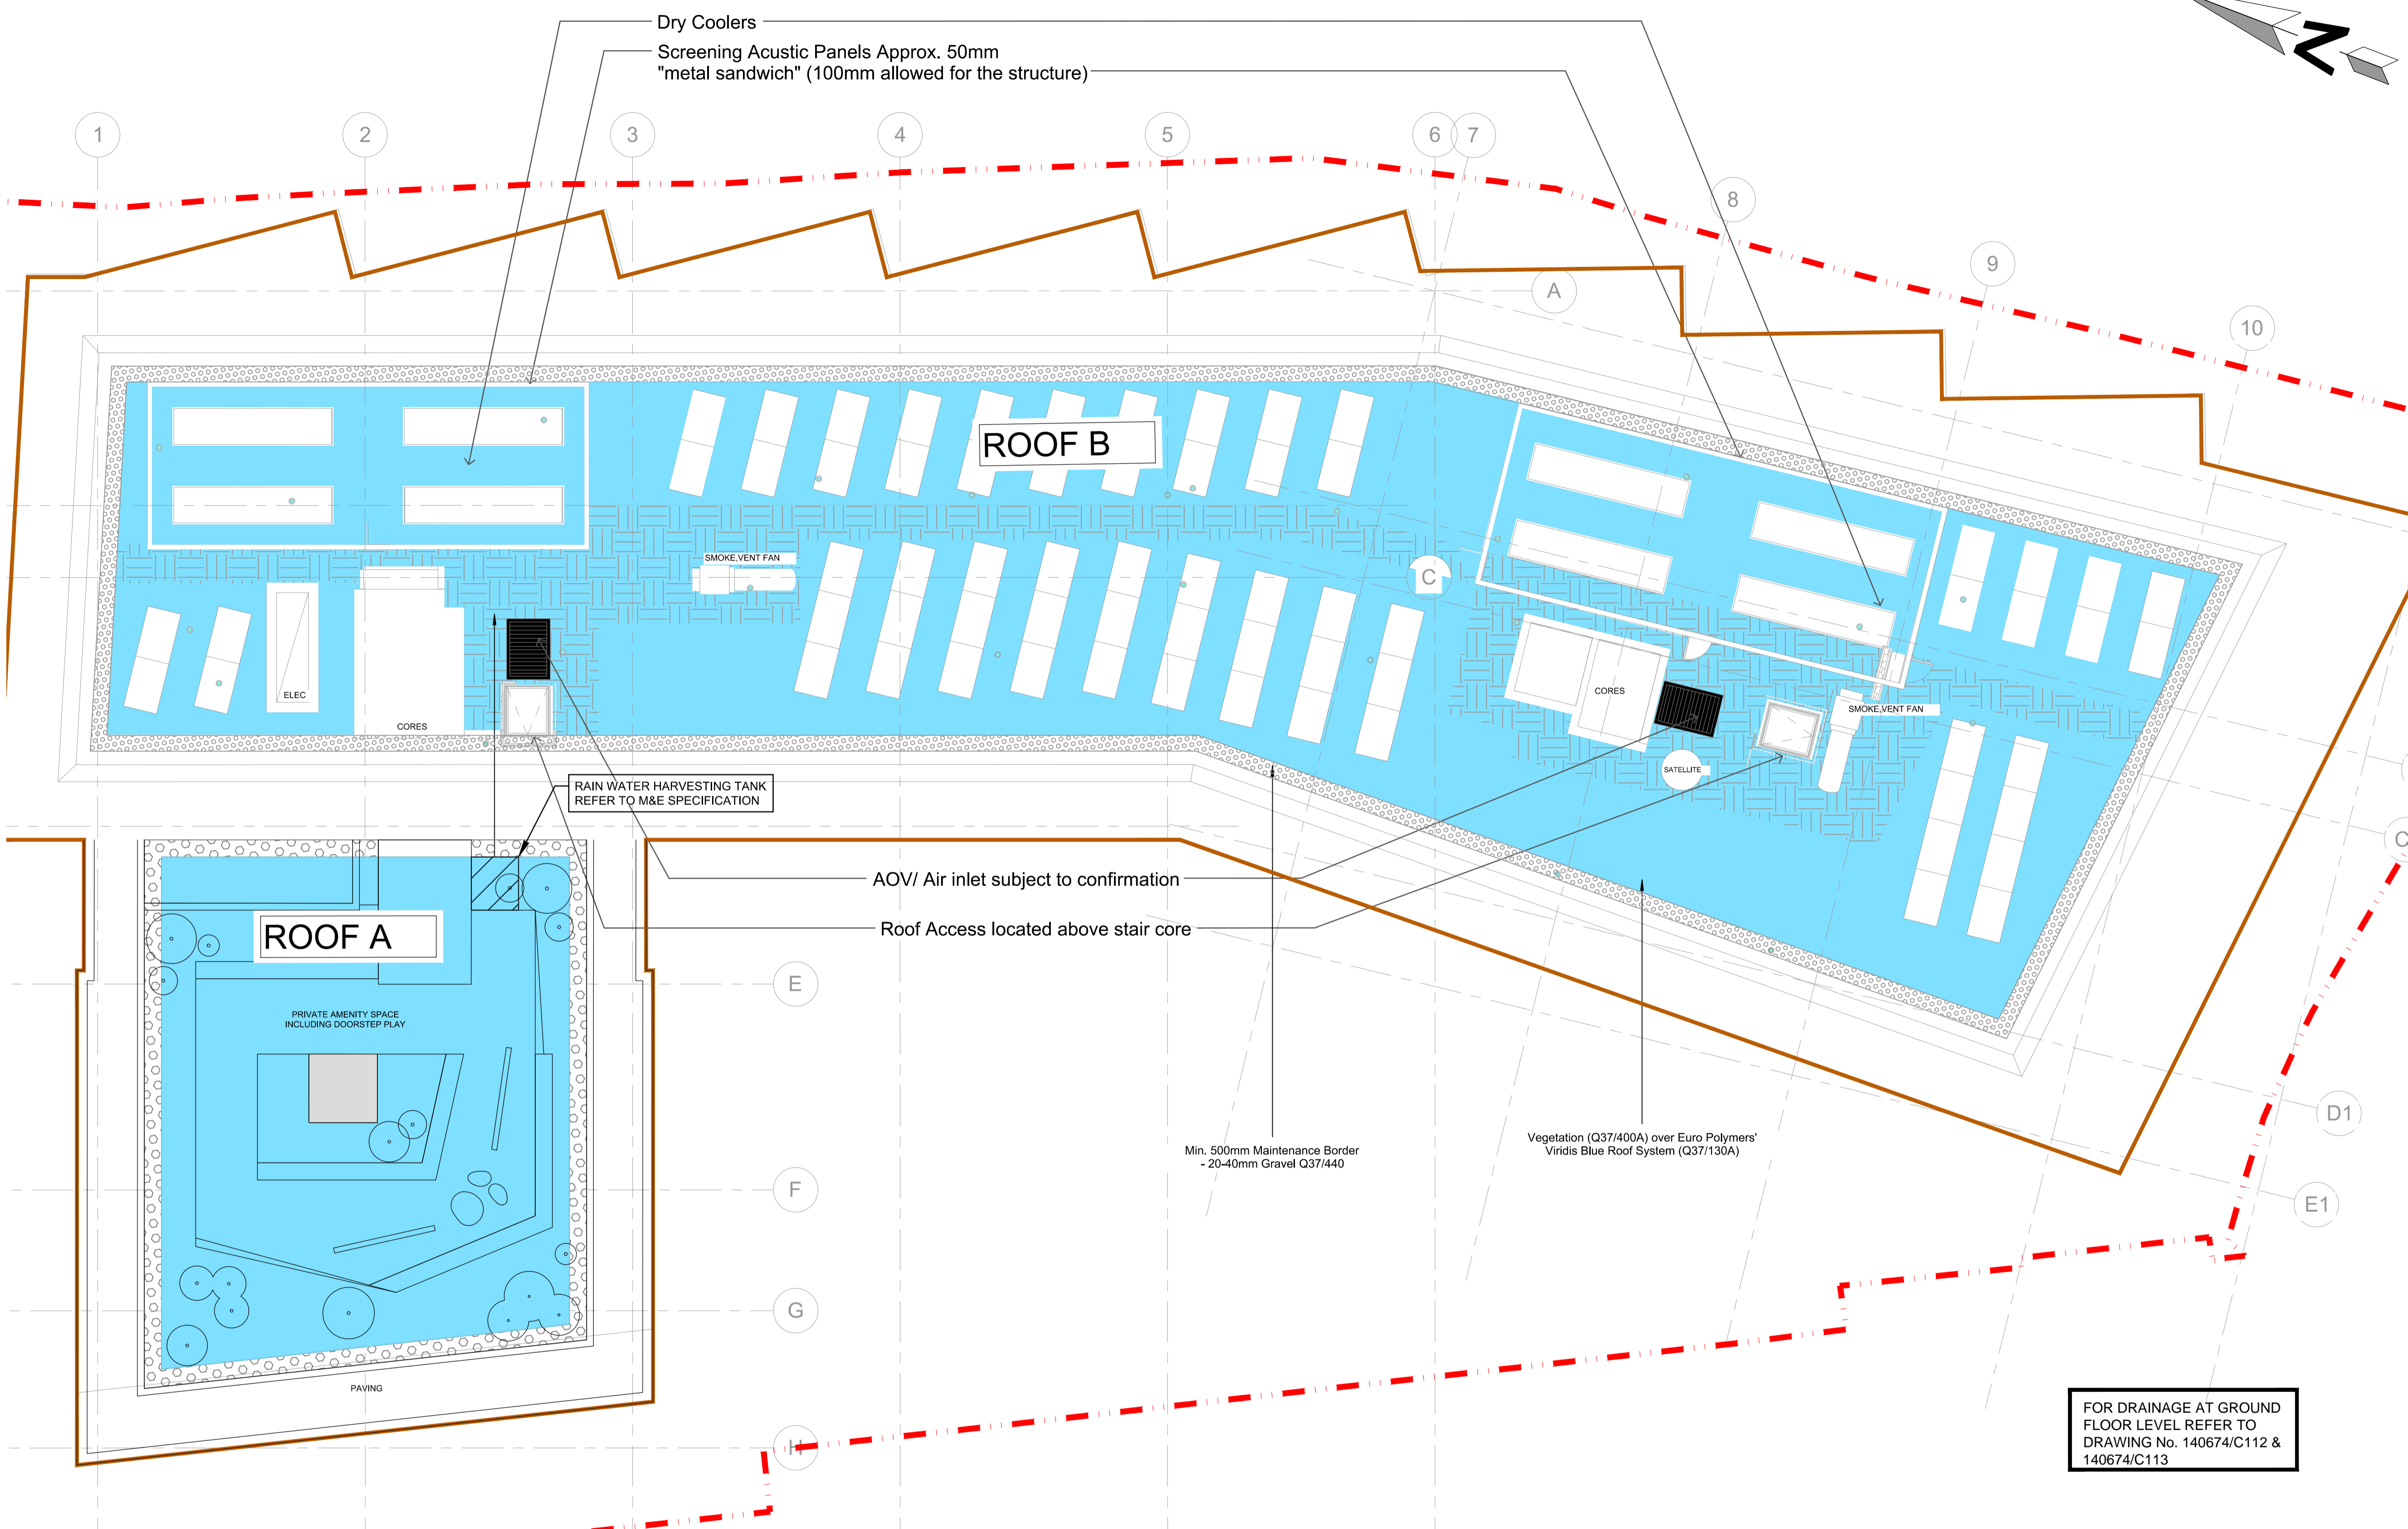 Dry Coolers
Screening Acustic Panels Approx. 50mm
"metal sandwich" (100mm allowed for the structure)
N
1
2
3
4
5
6
7
8
9
10
A
ROOF B
SMOKE,VENT FAN
C
ELEC
CORES
CORES
SMOKE,VENT FAN
SATELLITE
RAIN WATER HARVESTING TANK
REFER TO M&E SPECIFICATION
C
AOV/ Air inlet subject to confirmation
Roof Access located above stair core
ROOF A
E
PRIVATE AMENITY SPACE
INCLUDING DOORSTEP PLAY
D1
Min. 500mm Maintenance Border
- 20-40mm Gravel Q37/440
Vegetation (Q37/400A) over Euro Polymers'
Viridis Blue Roof System (Q37/130A)
F
E1
G
PAVING
H
FOR DRAINAGE AT GROUND
FLOOR LEVEL REFER TO
DRAWING No. 140674/C112 &
140674/C113